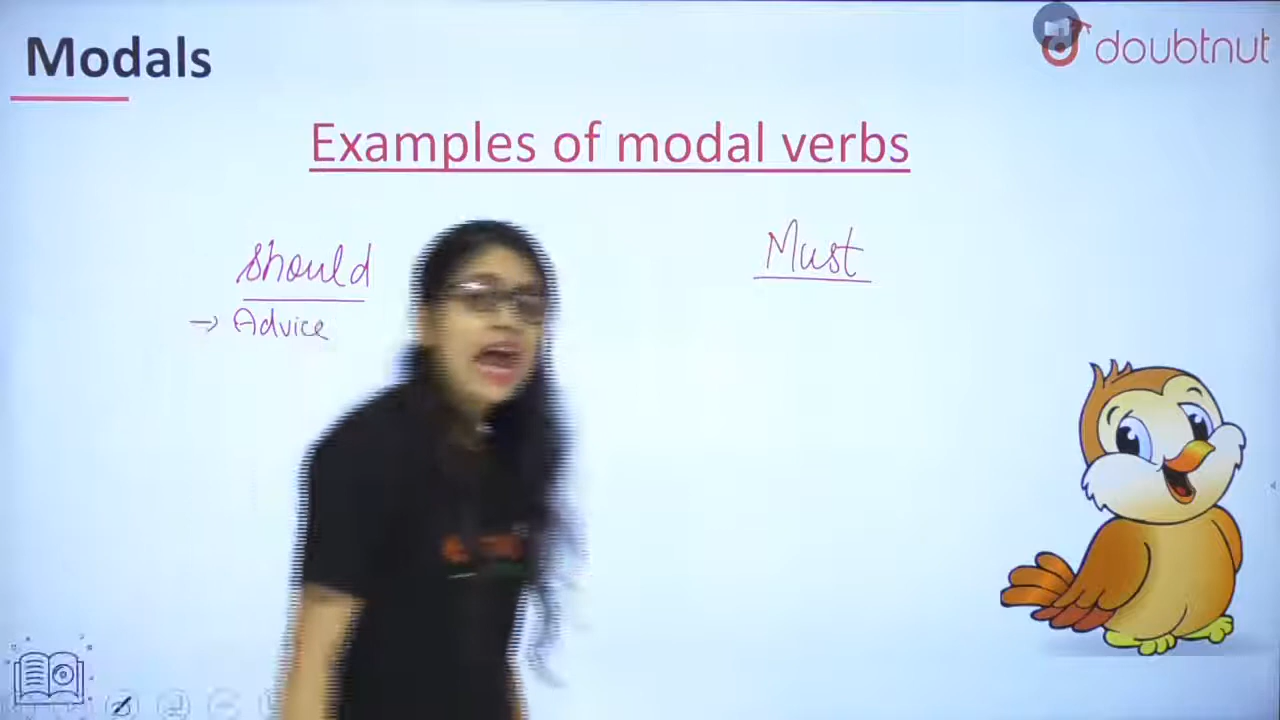 Modals
doubtnut
Examples of modal verbs
Should
Must
→ Advice